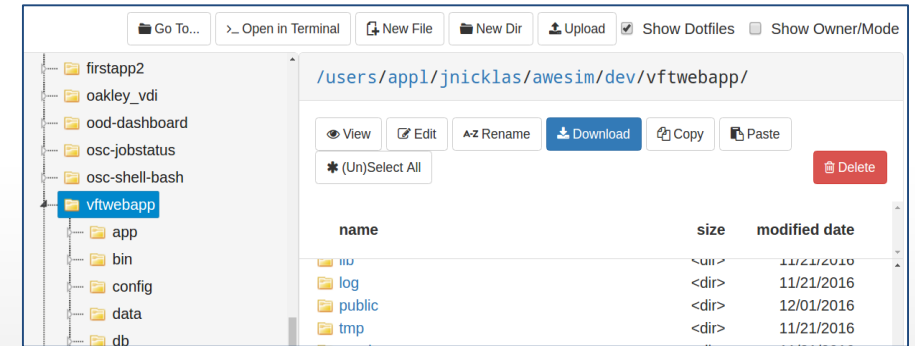 Go To... >_ Open in Terminal New File New Dir Upload Show Dotfiles Show Owner/Mode
firstapp2
oakley_vdi
ood-dashboard
osc-jobstatus
osc-shell-bash
vftwebapp
app
bin
config
data
db
/users/appl/jnicklas/awesim/dev/vftwebapp/
View Edit A-Z Rename Download Copy Paste
(Un)Select All Delete
name size modified date
lib <dir> 11/21/2016
log <dir> 11/21/2016
public <dir> 12/01/2016
tmp <dir> 11/21/2016